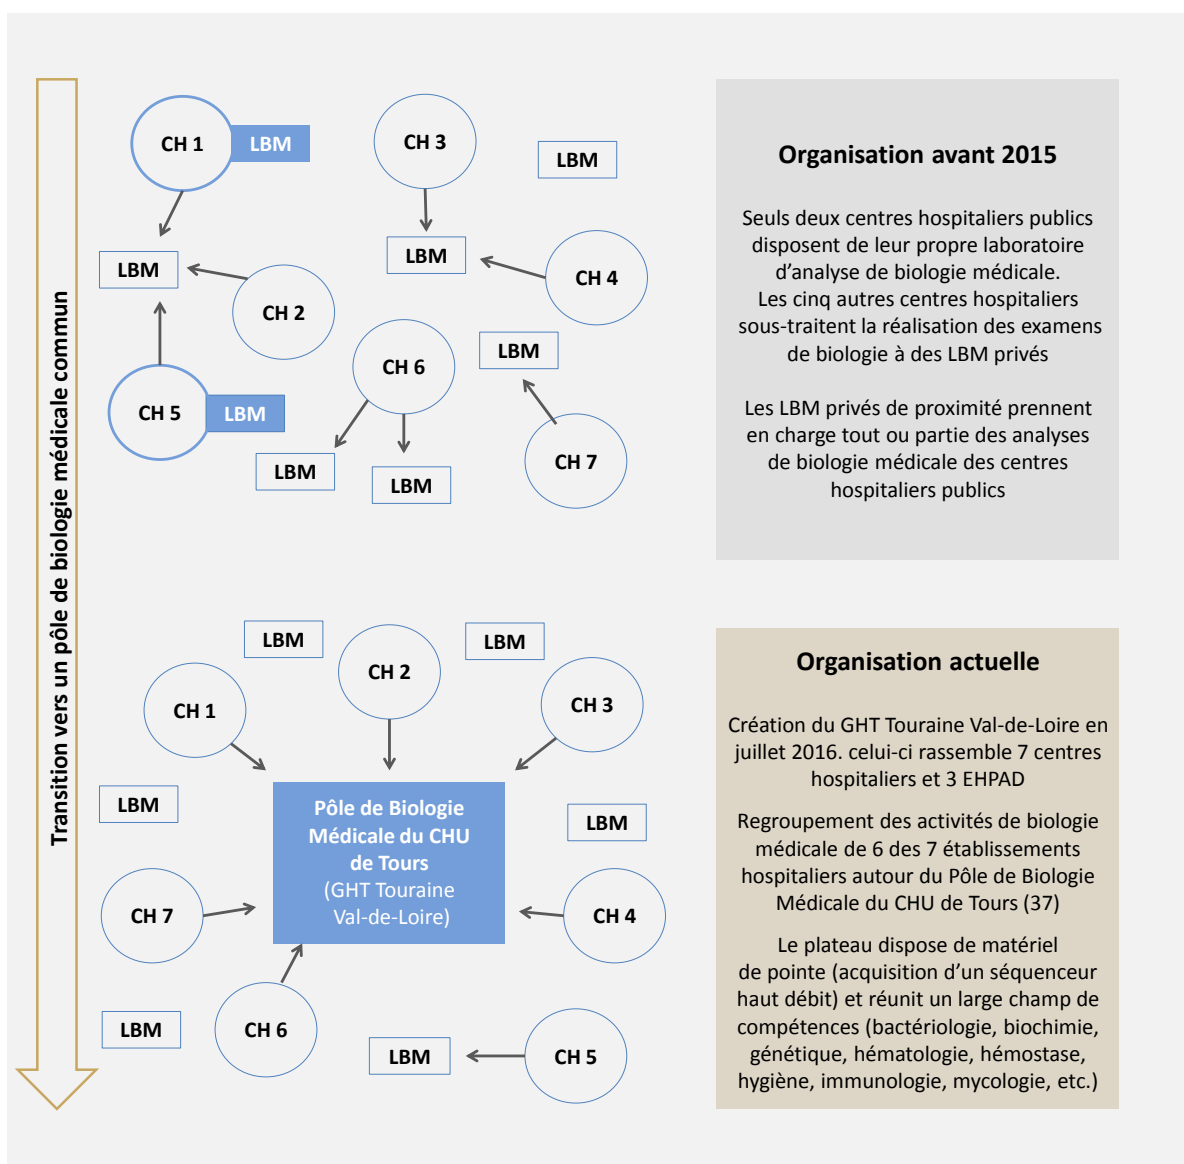 Transition vers un pôle de biologie médicale commun
CH 1
LBM
CH 3
LBM
LBM
CH 2
LBM
CH 4
CH 5
LBM
CH 6
LBM
LBM
LBM
CH 7
Organisation avant 2015
Seuls deux centres hospitaliers publics
disposent de leur propre laboratoire
d’analyse de biologie médicale.
Les cinq autres centres hospitaliers
sous-traitent la réalisation des examens
de biologie à des LBM privés
Les LBM privés de proximité prennent
en charge tout ou partie des analyses
de biologie médicale des centres
hospitaliers publics
LBM
CH 2
LBM
CH 1
CH 3
LBM
Pôle de Biologie
Médicale du CHU
de Tours
(GHT Touraine
Val-de-Loire)
LBM
CH 7
CH 4
LBM
CH 6
LBM
CH 5
Organisation actuelle
Création du GHT Touraine Val-de-Loire en
juillet 2016. celui-ci rassemble 7 centres
hospitaliers et 3 EHPAD
Regroupement des activités de biologie
médicale de 6 des 7 établissements
hospitaliers autour du Pôle de Biologie
Médicale du CHU de Tours (37)
Le plateau dispose de matériel
de pointe (acquisition d’un séquenceur
haut débit) et réunit un large champ de
compétences (bactériologie, biochimie,
génétique, hématologie, hémostase,
hygiène, immunologie, mycologie, etc.)